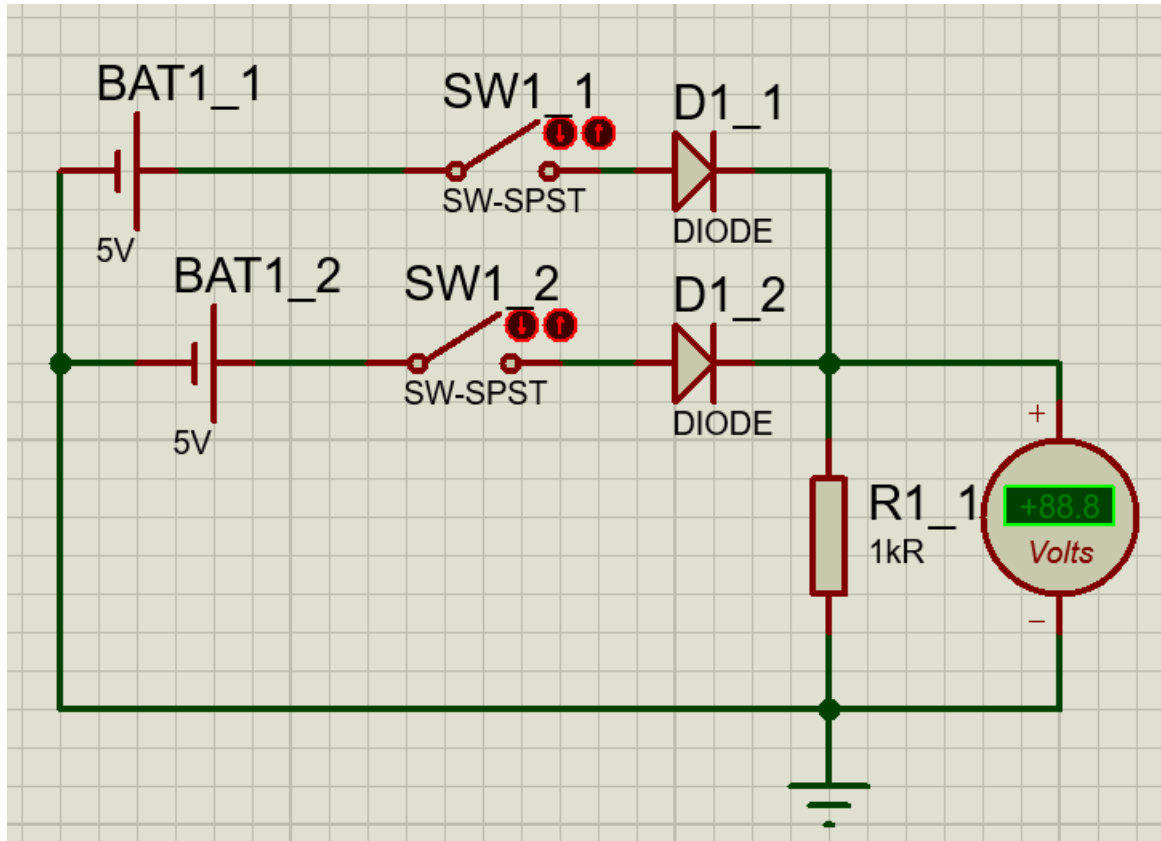 BAT1_1
SW1_1
D1_1
SW-SPST
DIODE
5V
BAT1_2
SW1_2
D1_2
SW-SPST
DIODE
5V
+
R1_1
+88.8
1kR
Volts
−